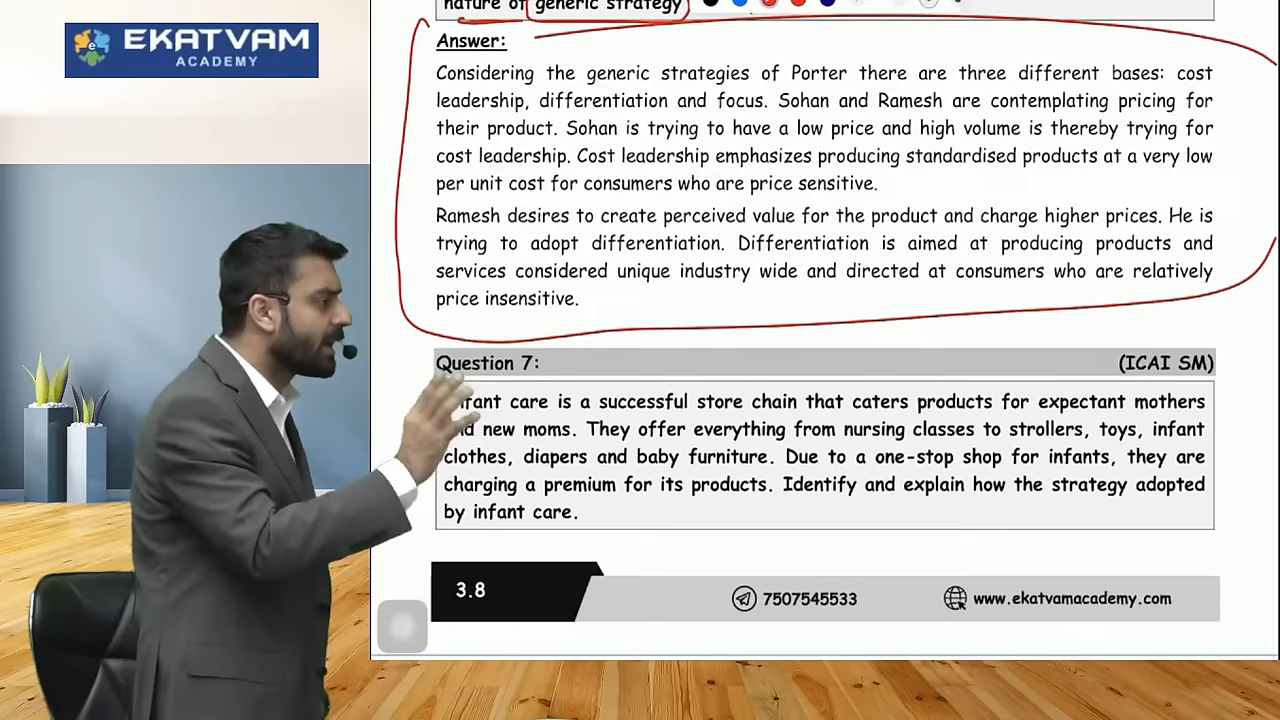 nature of generic strategy
EKATVAM
ACADEMY
Answer:
Considering the generic strategies of Porter there are three different bases: cost
leadership, differentiation and focus. Sohan and Ramesh are contemplating pricing for
their product. Sohan is trying to have a low price and high volume is thereby trying for
cost leadership. Cost leadership emphasizes producing standardised products at a very low
per unit cost for consumers who are price sensitive.
Ramesh desires to create perceived value for the product and charge higher prices. He is
trying to adopt differentiation. Differentiation is aimed at producing products and
services considered unique industry wide and directed at consumers who are relatively
price insensitive.
Question 7: (ICAI SM)
care is a successful store chain that caters products for expectant mothers
new moms. They offer everything from nursing classes to strollers, toys, infant
clothes, diapers and baby furniture. Due to a one-stop shop for infants, they are
charging a premium for its products. Identify and explain how the strategy adopted
by infant care.
3.8 7507545533 www.ekatvamacademy.com